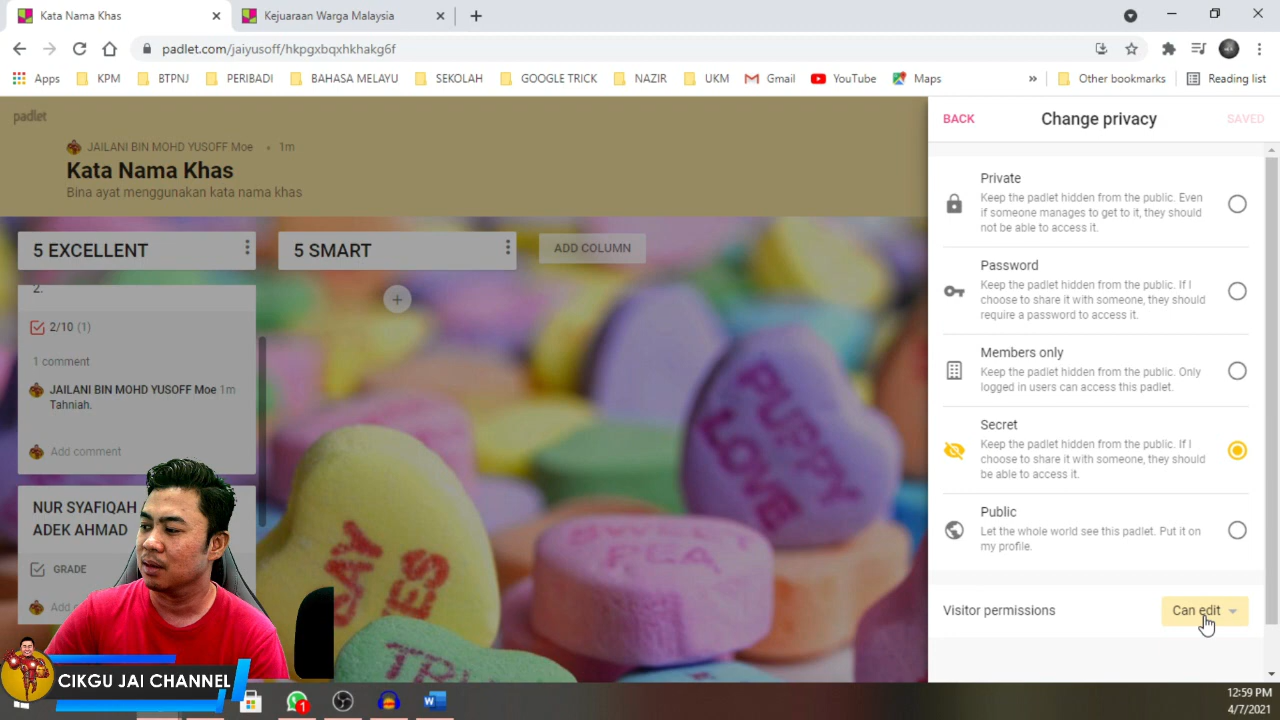 Kata Nama Khas
Kejuaraan Warga Malaysia
padlet.com/jaiyusoff/hkpgxbqxhkhakg6f
Apps
KPM
BTPNJ
PERIBADI
BAHASA MELAYU
SEKOLAH
GOOGLE TRICK
NAZIR
UKM
Gmail
YouTube
Maps
»
Other bookmarks
Reading list
padlet
JAILANI BIN MOHD YUSOFF Moe • 1m
Kata Nama Khas
Bina ayat menggunakan kata nama khas
5 EXCELLENT
5 SMART
ADD COLUMN
2.
2/10 (1)
1 comment
JAILANI BIN MOHD YUSOFF Moe 1m
Tahniah.
Add comment
NUR SYAFIQAH
ADEK AHMAD
GRADE
PUPPY
LOVE
SWEET
PEA
SAY
YES
BACK
Change privacy
SAVED
Private
Keep the padlet hidden from the public. Even
if someone manages to get to it, they should
not be able to access it.
Password
Keep the padlet hidden from the public. If I
choose to share it with someone, they should
require a password to access it.
Members only
Keep the padlet hidden from the public. Only
logged in users can access this padlet.
Secret
Keep the padlet hidden from the public. If I
choose to share it with someone, they should
be able to access it.
Public
Let the whole world see this padlet. Put it on
my profile.
Visitor permissions
Can edit
CIKGU JAI CHANNEL
1
12:59 PM
4/7/2021